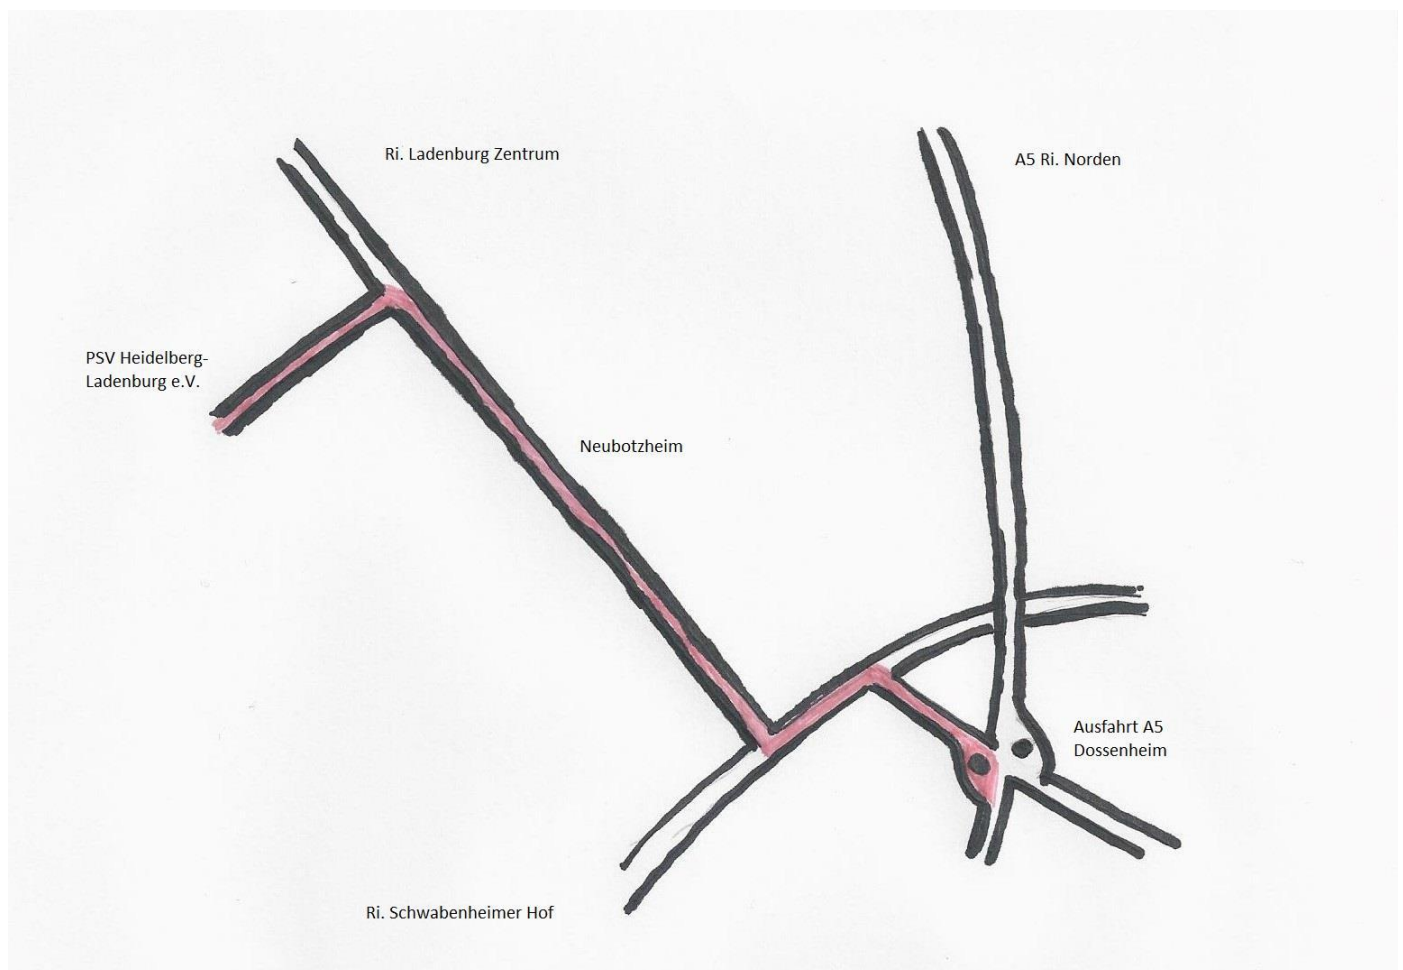 Ri. Ladenburg Zentrum
A5 Ri. Norden
PSV Heidelberg-
Ladenburg e.V.
Neubotzheim
Ausfahrt A5
Dossenheim
Ri. Schwabenheimer Hof